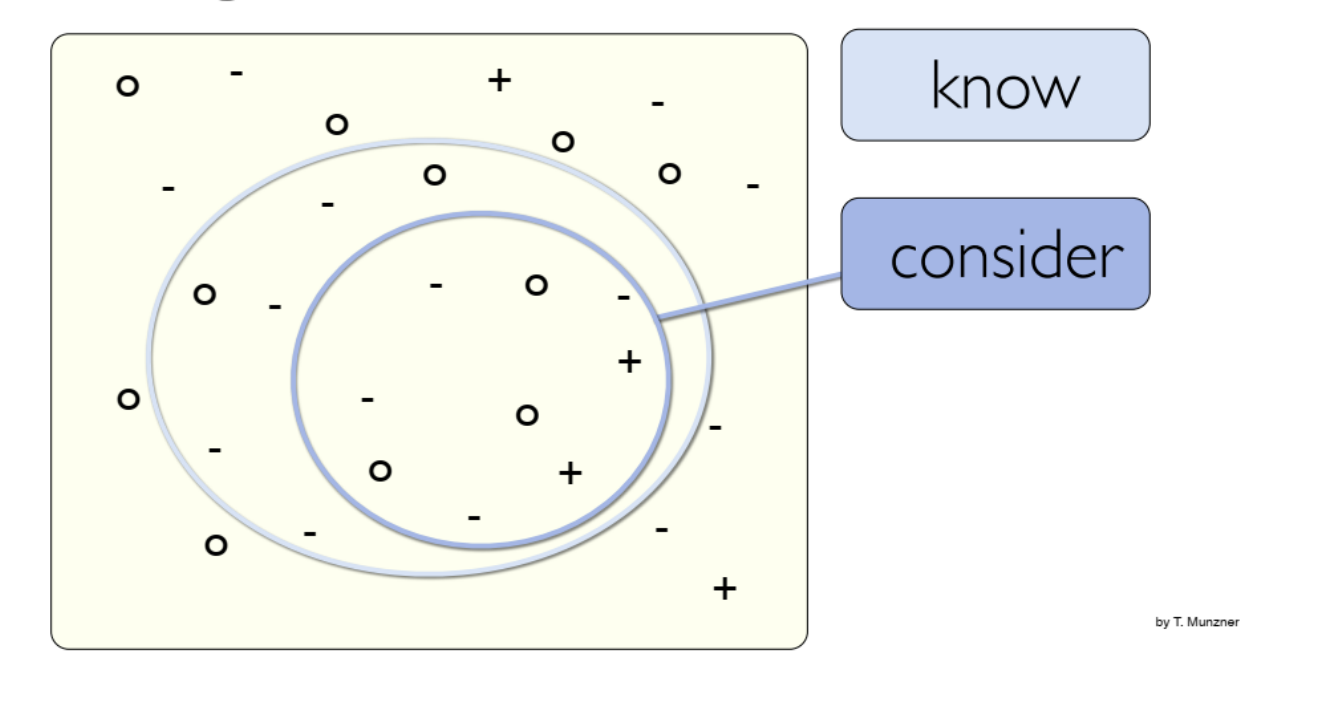 know
consider
by T. Munzner